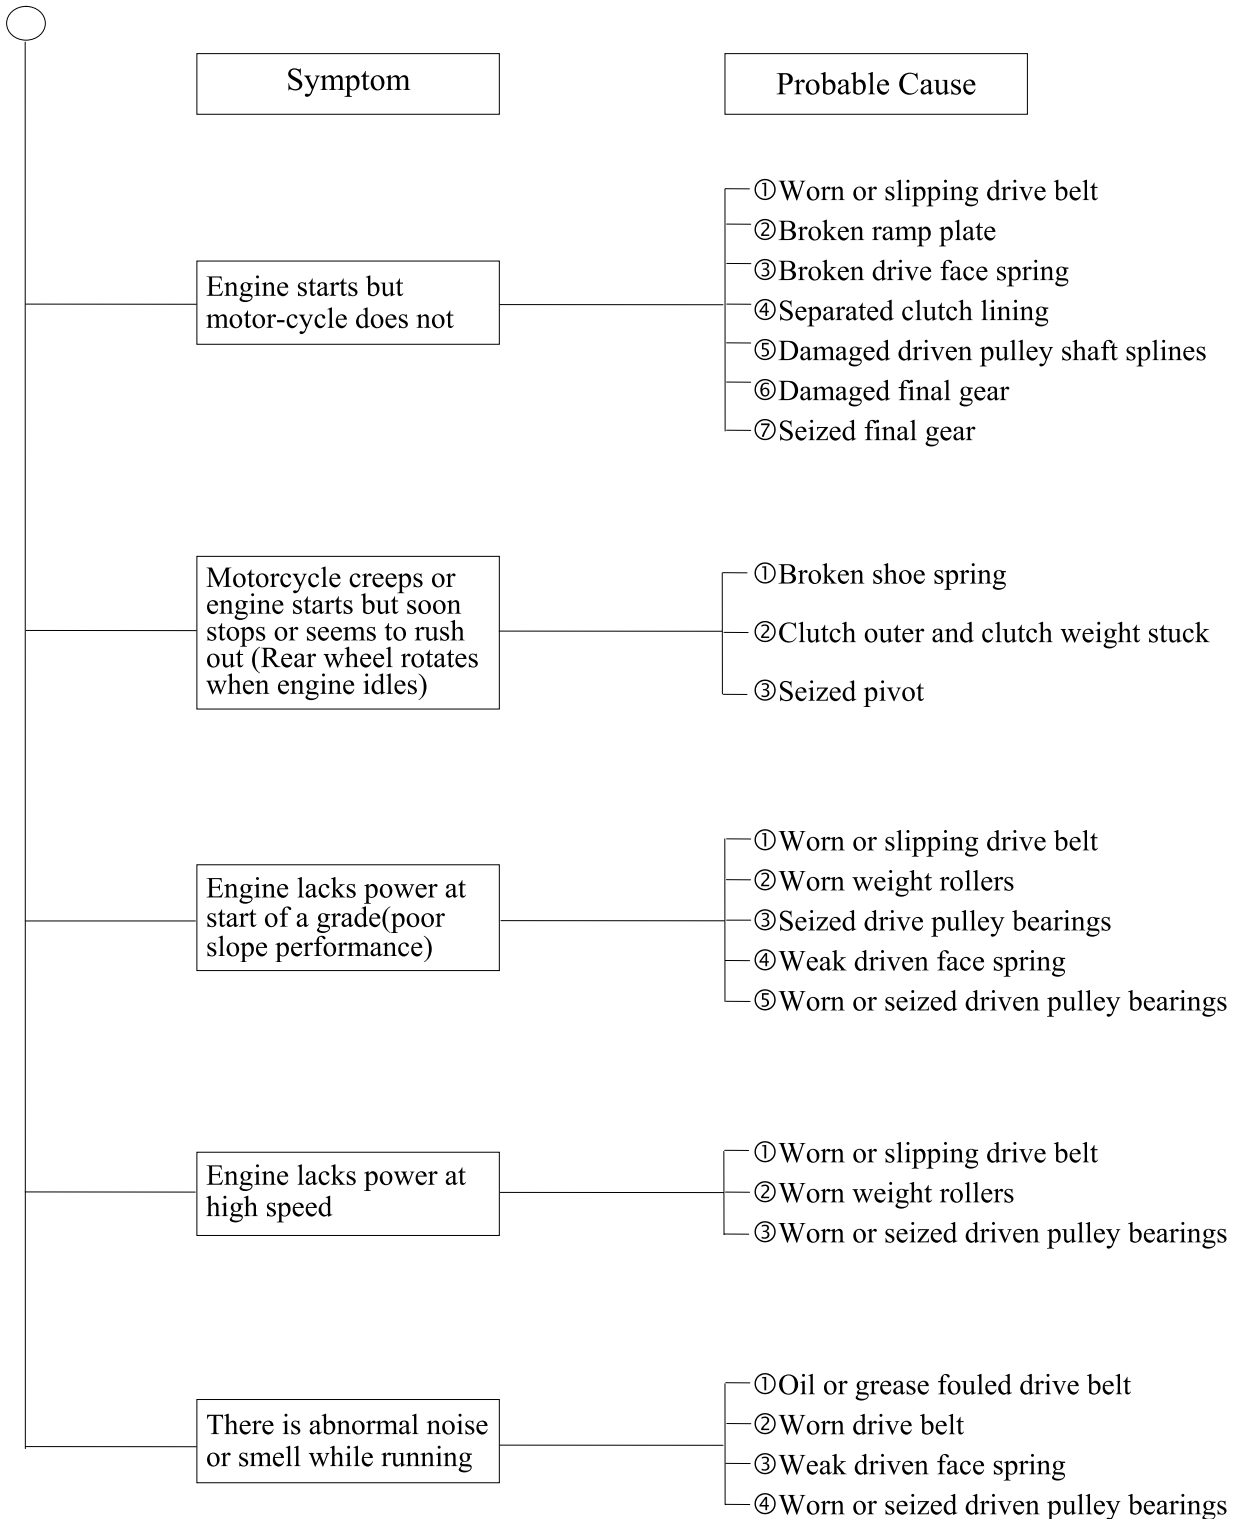 Symptom
Probable Cause
Engine starts but
motor-cycle does not
①Worn or slipping drive belt
②Broken ramp plate
③Broken drive face spring
④Separated clutch lining
⑤Damaged driven pulley shaft splines
⑥Damaged final gear
⑦Seized final gear
Motorcycle creeps or
engine starts but soon
stops or seems to rush
out (Rear wheel rotates
when engine idles)
①Broken shoe spring
②Clutch outer and clutch weight stuck
③Seized pivot
Engine lacks power at
start of a grade(poor
slope performance)
①Worn or slipping drive belt
②Worn weight rollers
③Seized drive pulley bearings
④Weak driven face spring
⑤Worn or seized driven pulley bearings
Engine lacks power at
high speed
①Worn or slipping drive belt
②Worn weight rollers
③Worn or seized driven pulley bearings
There is abnormal noise
or smell while running
①Oil or grease fouled drive belt
②Worn drive belt
③Weak driven face spring
④Worn or seized driven pulley bearings